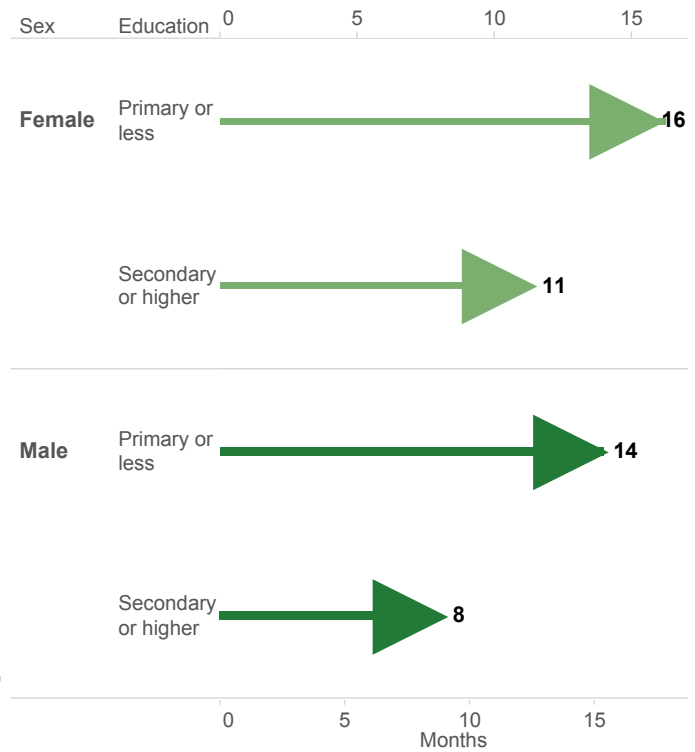 Sex Education 0 5 10 15
Female
Primary or
less
16
Secondary
or higher
11
Male
Primary or
less
14
Secondary
or higher
8
0 5 10 15
Months